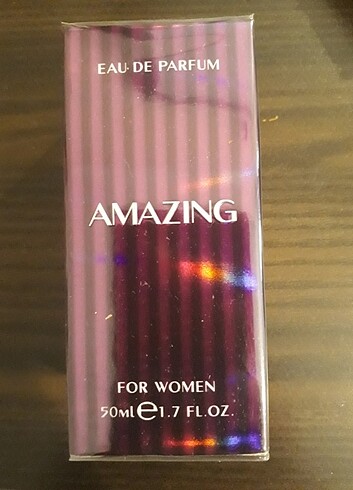 EAU·DE PARFUM
AMAZING
FOR WOMEN
50ml ℮ 1.7 FL.OZ.